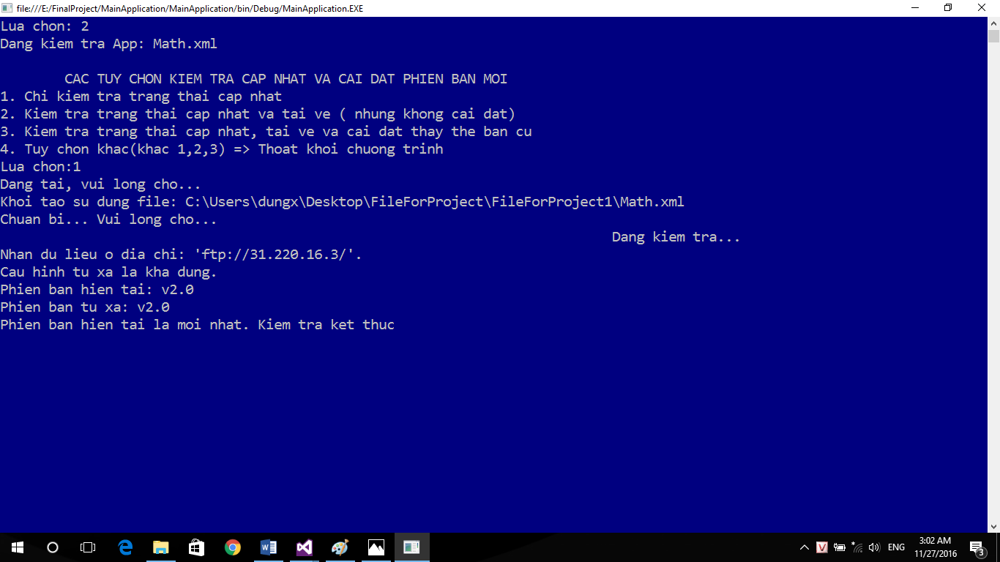 file:///E:/FinalProject/MainApplication/MainApplication/bin/Debug/MainApplication.EXE
Lua chon: 2
Dang kiem tra App: Math.xml
CAC TUY CHON KIEM TRA CAP NHAT VA CAI DAT PHIEN BAN MOI
1. Chi kiem tra trang thai cap nhat
2. Kiem tra trang thai cap nhat va tai ve ( nhung khong cai dat)
3. Kiem tra trang thai cap nhat, tai ve va cai dat thay the ban cu
4. Tuy chon khac(khac 1,2,3) => Thoat khoi chuong trinh
Lua chon:1
Dang tai, vui long cho...
Khoi tao su dung file: C:\Users\dungx\Desktop\FileForProject\FileForProject1\Math.xml
Chuan bi... Vui long cho...
Dang kiem tra...
Nhan du lieu o dia chi: 'ftp://31.220.16.3/'.
Cau hinh tu xa la kha dung.
Phien ban hien tai: v2.0
Phien ban tu xa: v2.0
Phien ban hien tai la moi nhat. Kiem tra ket thuc
V
ENG
3:02 AM
11/27/2016
3